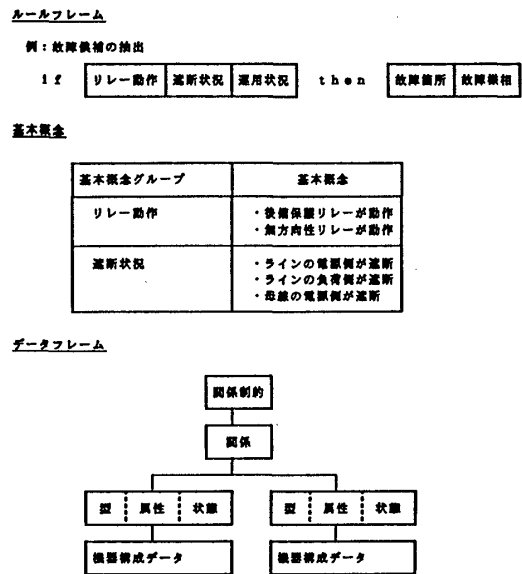 ルールフレーム
例：故障候補の抽出
if リレー動作 遮断状況 運用状況 then 故障箇所 故障様相
基本概念
基本概念グループ 基本概念
リレー動作 ・後備保護リレーが動作
・無方向性リレーが動作
遮断状況 ・ラインの電源側が遮断
・ラインの負荷側が遮断
・母線の電源側が遮断
データフレーム
関係制約
関係
型 属性 状態 型 属性 状態
機器構成データ 機器構成データ